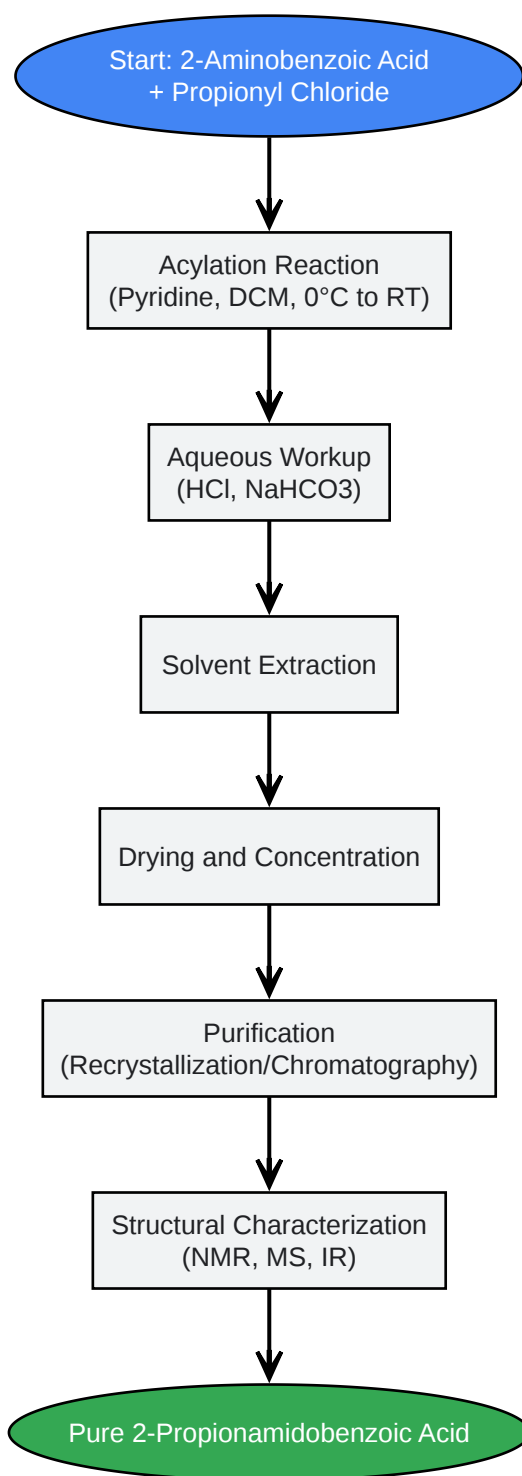 Start: 2-Aminobenzoic Acid
+ Propionyl Chloride
Acylation Reaction
(Pyridine, DCM, 0°C to RT)
Aqueous Workup
(HCl, NaHCO3)
Solvent Extraction
Drying and Concentration
Purification
(Recrystallization/Chromatography)
Structural Characterization
(NMR, MS, IR)
Pure 2-Propionamidobenzoic Acid